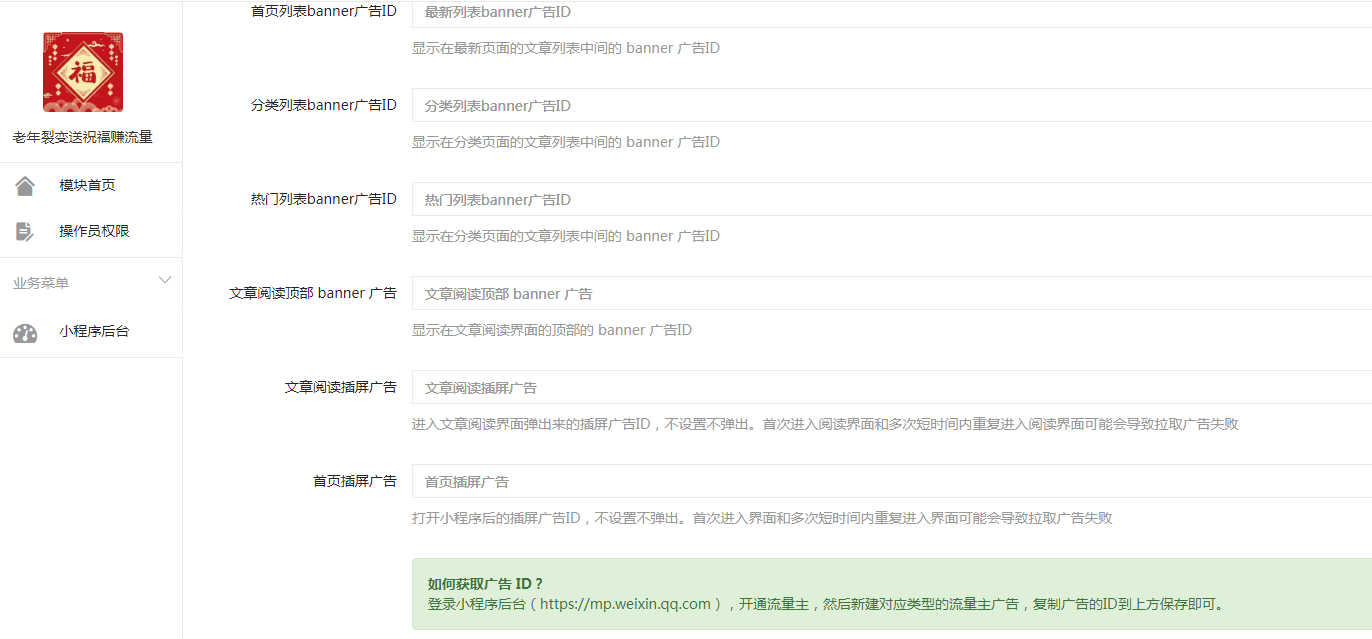 福
老年裂变送祝福赚流量
模块首页
操作员权限
业务菜单
小程序后台
首页列表banner广告ID
最新列表banner广告ID
显示在最新页面的文章列表中间的 banner 广告ID
分类列表banner广告ID
分类列表banner广告ID
显示在分类页面的文章列表中间的 banner 广告ID
热门列表banner广告ID
热门列表banner广告ID
显示在分类页面的文章列表中间的 banner 广告ID
文章阅读顶部 banner 广告
文章阅读顶部 banner 广告
显示在文章阅读界面的顶部的 banner 广告ID
文章阅读插屏广告
文章阅读插屏广告
进入文章阅读界面弹出来的插屏广告ID，不设置不弹出。首次进入阅读界面和多次短时间内重复进入阅读界面可能会导致拉取广告失败
首页插屏广告
首页插屏广告
打开小程序后的插屏广告ID，不设置不弹出。首次进入界面和多次短时间内重复进入界面可能会导致拉取广告失败
如何获取广告 ID？
登录小程序后台（https://mp.weixin.qq.com），开通流量主，然后新建对应类型的流量主广告，复制广告的ID到上方保存即可。